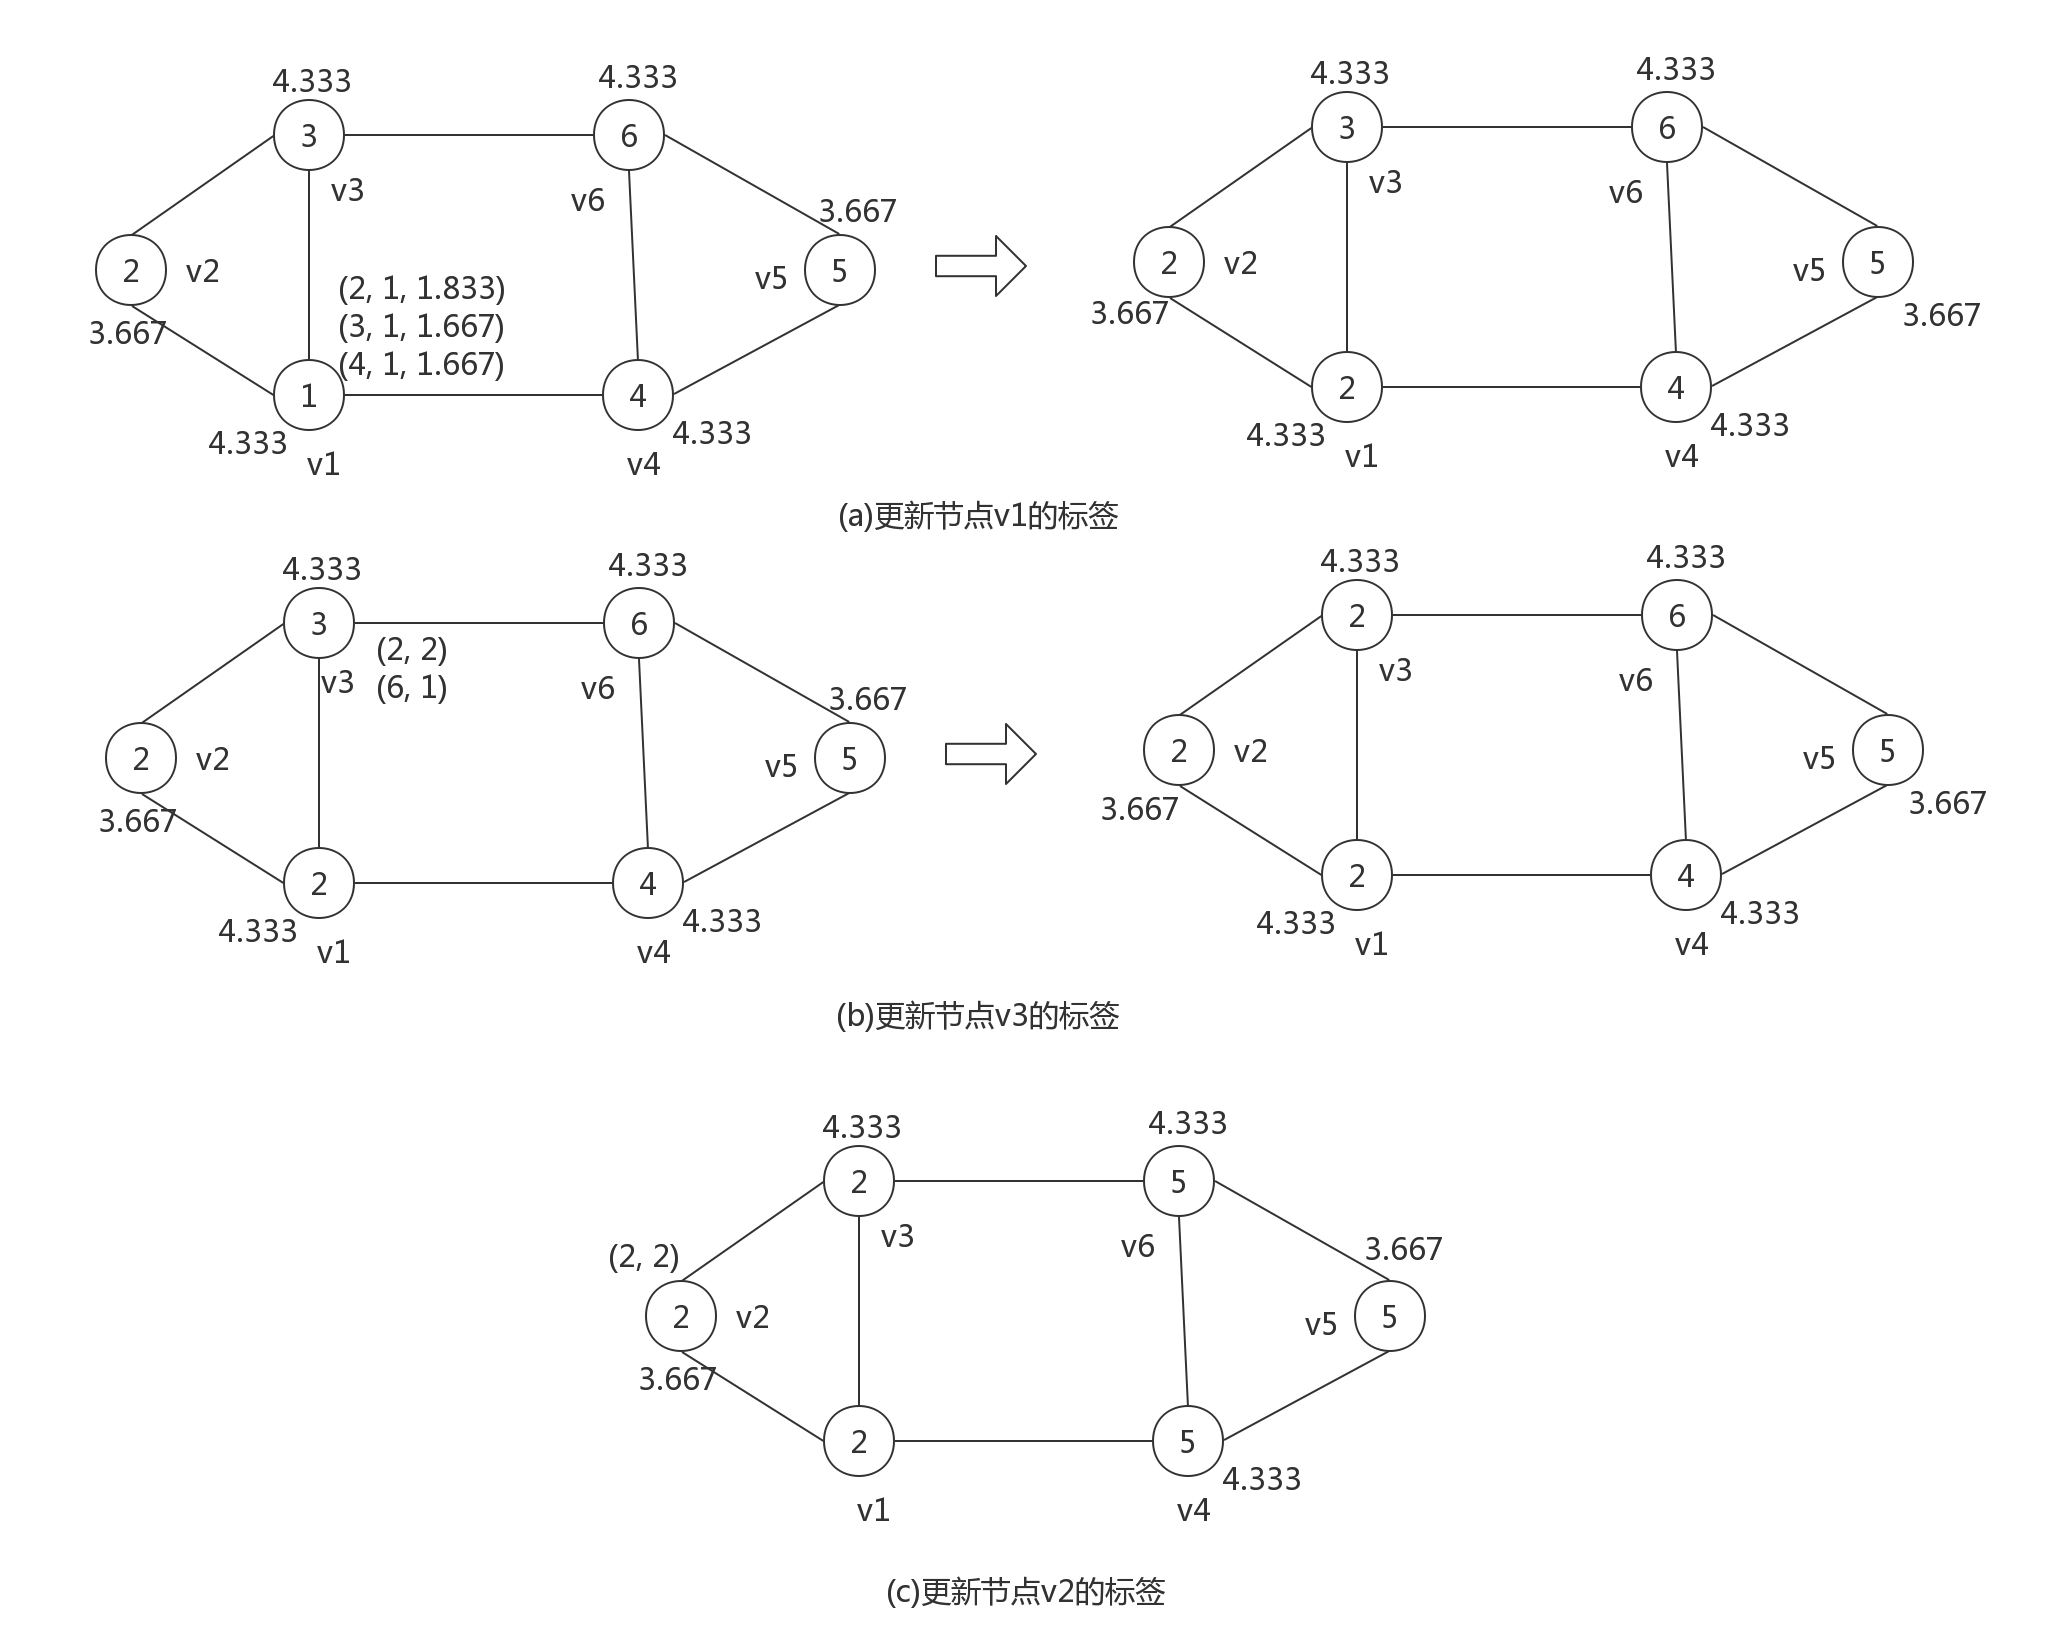 4.333 4.333 4.333 4.333
3 6 3 6
v3 v6 v3 v6
3.667
2 v2 v5 5 2 v2 v5 5
(2, 1, 1.833)
3.667 (3, 1, 1.667) 3.667 3.667
(4, 1, 1.667)
1 4 2 4
4.333 4.333 4.333 4.333
v1 v4 v1 v4
(a)更新节点v1的标签
4.333 4.333 4.333 4.333
3 6 2 6
(2, 2)
v3 (6, 1) v6 v3 v6
3.667
2 v2 v5 5 2 v2 v5 5
3.667 3.667 3.667
2 4 2 4
4.333 4.333 4.333 4.333
v1 v4 v1 v4
(b)更新节点v3的标签
4.333 4.333
2 5
v3 v6
(2, 2) 3.667
2 v2 v5 5
3.667
2 5
4.333
v1 v4
(c)更新节点v2的标签